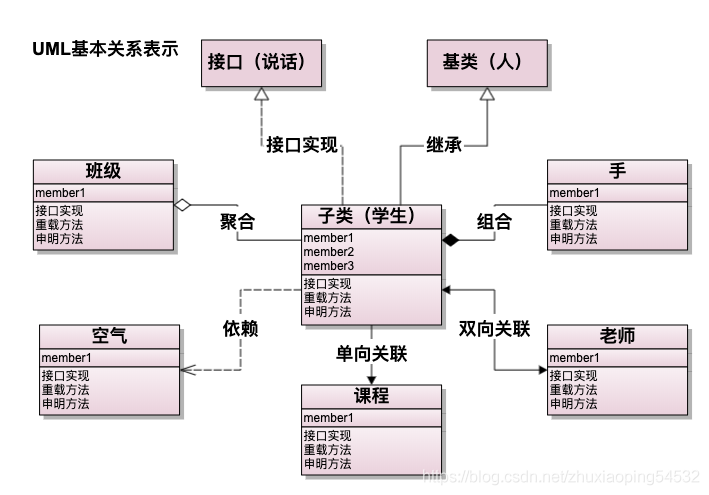 UML基本关系表示
接口（说话）
基类（人）
接口实现
继承
班级
member1
接口实现
重载方法
申明方法
聚合
子类（学生）
member1
member2
member3
接口实现
重载方法
申明方法
组合
手
member1
接口实现
重载方法
申明方法
空气
member1
接口实现
重载方法
申明方法
依赖
单向关联
双向关联
老师
member1
接口实现
重载方法
申明方法
课程
member1
接口实现
重载方法
申明方法
https://blog.csdn.net/zhuxiaoping54532